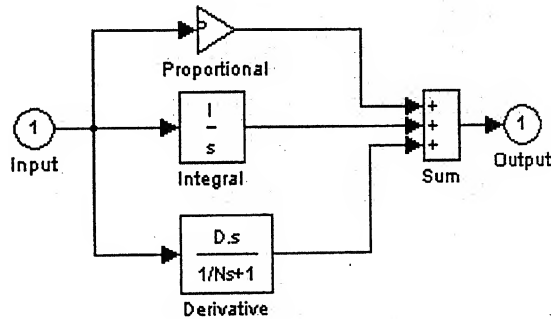 P
Proportional
1
Input
I
s
Integral
+
+
+
Sum
1
Output
D.s
1/Ns+1
Derivative